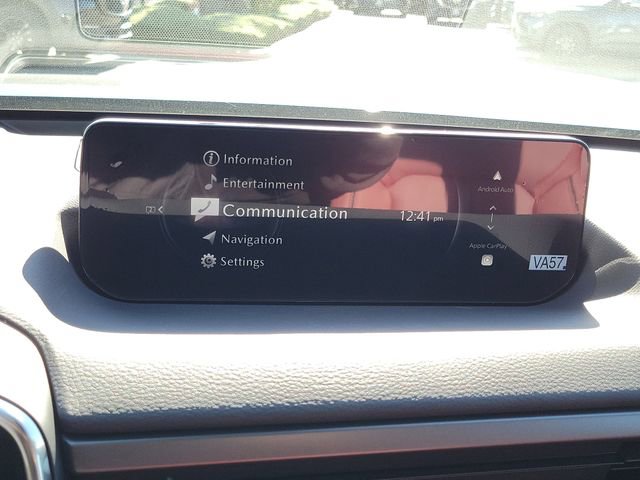 Information
Entertainment
Communication
Navigation
Settings
12:41 pm
Android Auto
Apple CarPlay
VA57